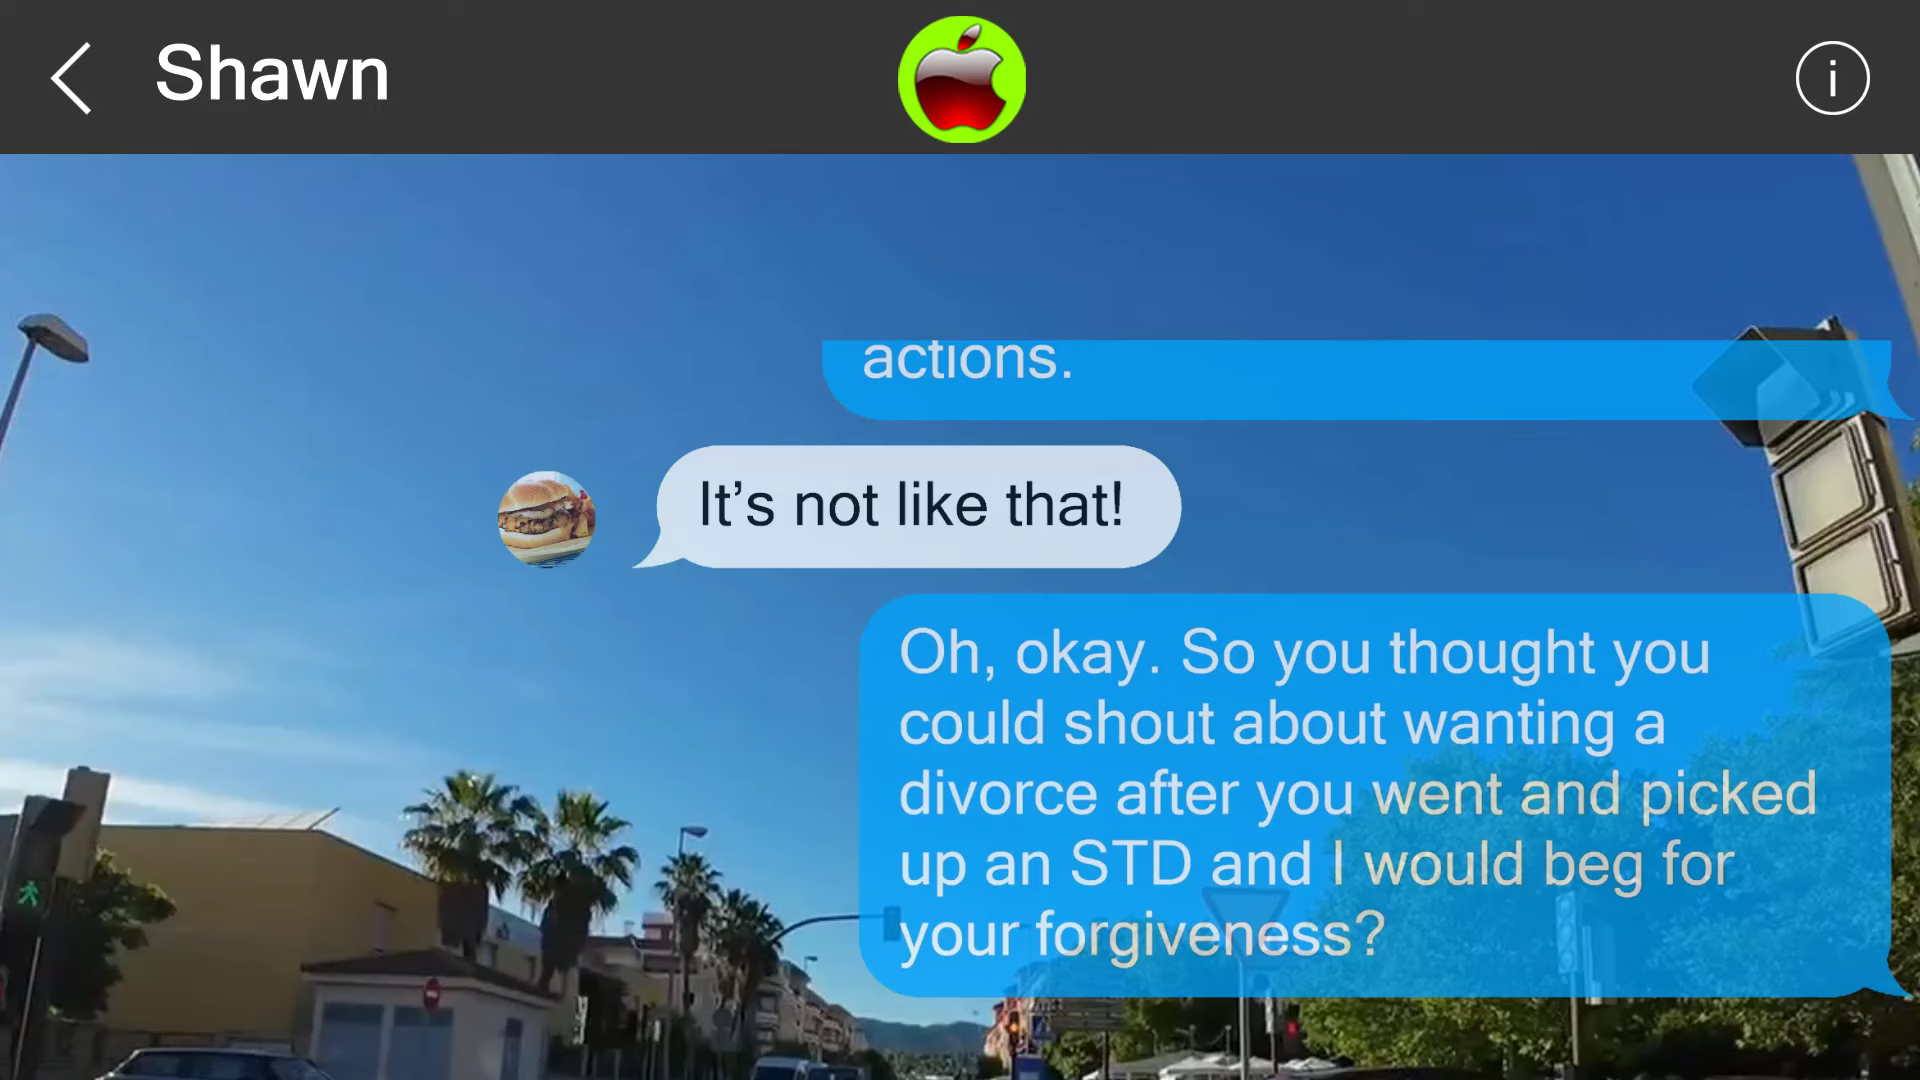 Shawn
i
actions.
It’s not like that!
Oh, okay. So you thought you
could shout about wanting a
divorce after you went and picked
up an STD and I would beg for
your forgiveness?